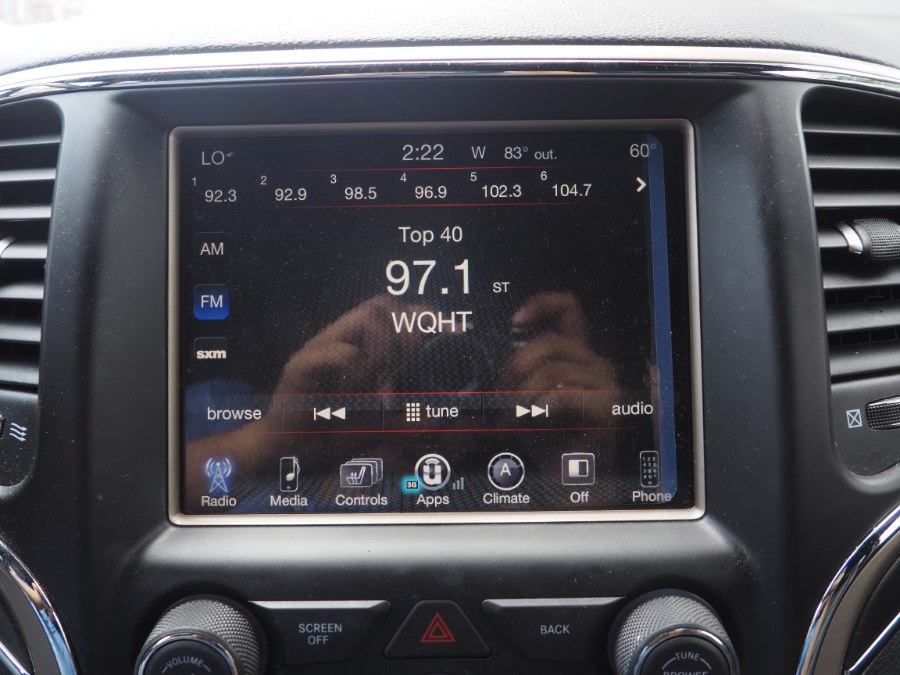 LO 2:22 W 83° out. 60°
1 92.3 2 92.9 3 98.5 4 96.9 5 102.3 6 104.7
AM
Top 40
97.1 ST
FM
WQHT
sxm
browse tune audio
3G
A
Radio Media Controls Apps Climate Off Phone
SCREEN OFF
BACK
VOLUME
TUNE
BROWSE